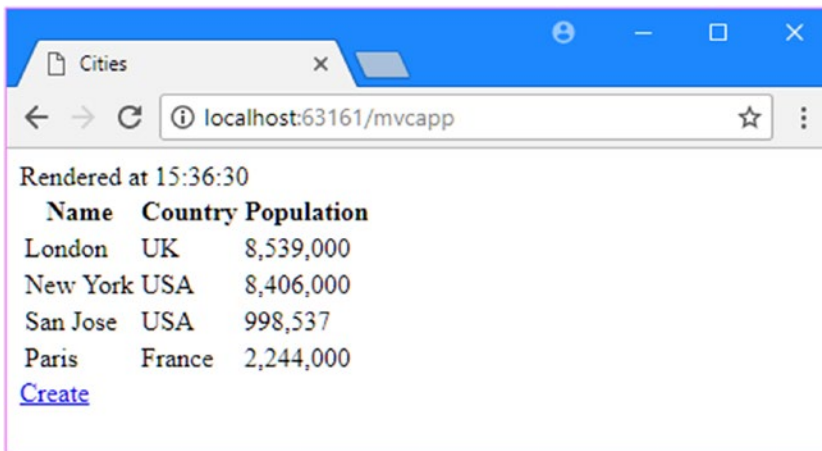 Cities
localhost:63161/mvcapp
Rendered at 15:36:30
Name Country Population
London UK 8,539,000
New York USA 8,406,000
San Jose USA 998,537
Paris France 2,244,000
Create